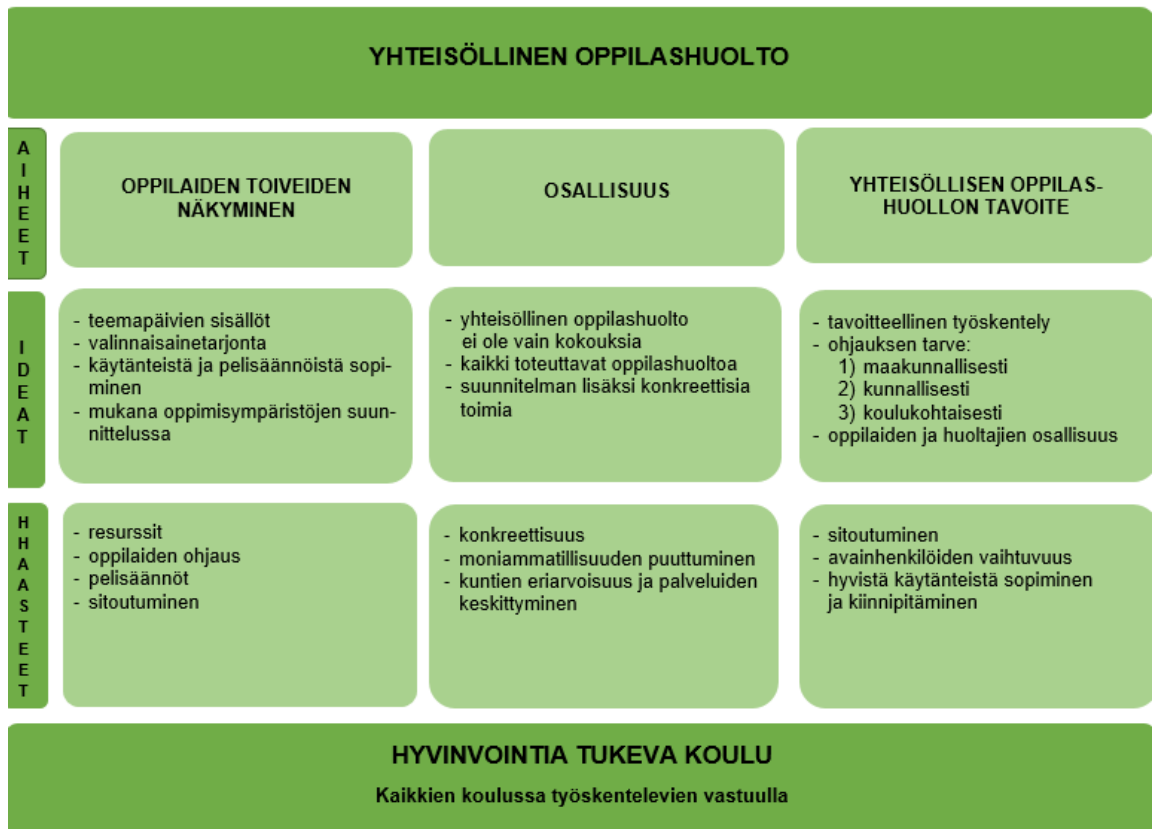 YHTEISÖLLINEN OPPILASHUOLTO
AIHEET
OPPILAIDEN TOIVEIDEN
NÄKYMINEN
OSALLISUUS
YHTEISÖLLISEN OPPILAS-
HUOLLON TAVOITE
IDEAT
- teemapäivien sisällöt
- valinnaisainetarjonta
- käytänteistä ja pelisäännöistä sopi-
minen
- mukana oppimisympäristöjen suun-
nittelussa
- yhteisöllinen oppilashuolto
ei ole vain kokouksia
- kaikki toteuttavat oppilashuoltoa
- suunnitelman lisäksi konkreettisia
toimia
- tavoitteellinen työskentely
- ohjauksen tarve:
1) maakunnallisesti
2) kunnallisesti
3) koulukohtaisesti
- oppilaiden ja huoltajien osallisuus
HHAASTEET
- resurssit
- oppilaiden ohjaus
- pelisäännöt
- sitoutuminen
- konkreettisuus
- moniammatillisuuden puuttuminen
- kuntien eriarvoisuus ja palveluiden
keskittyminen
- sitoutuminen
- avainhenkilöiden vaihtuvuus
- hyvistä käytänteistä sopiminen
ja kiinnipitäminen
HYVINVOINTIA TUKEVA KOULU
Kaikkien koulussa työskentelevien vastuulla